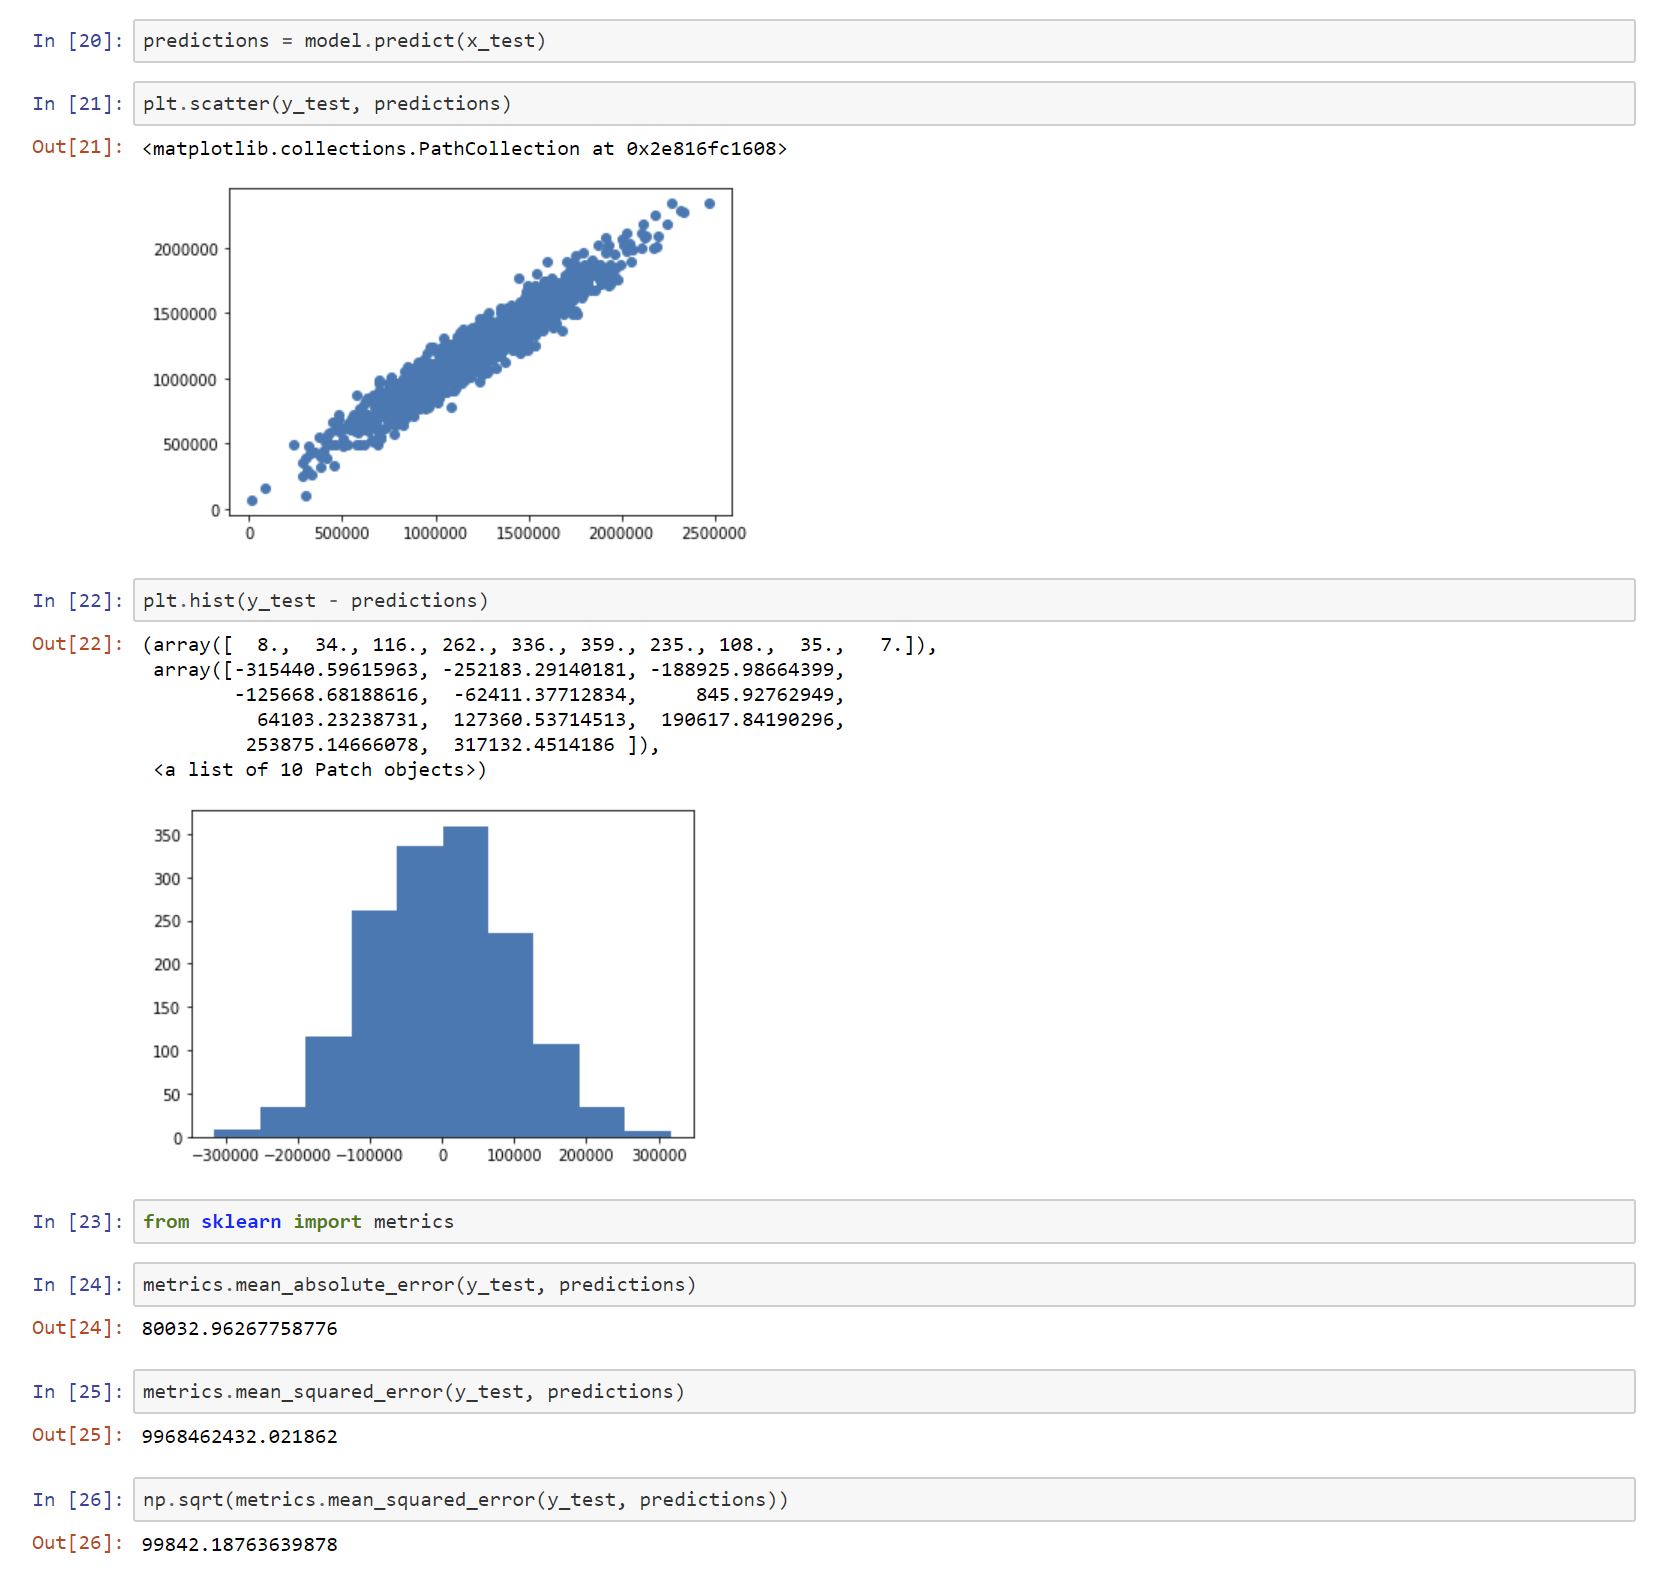 In [20]: predictions = model.predict(x_test)
In [21]: plt.scatter(y_test, predictions)
Out[21]: <matplotlib.collections.PathCollection at 0x2e816fc1608>
2000000
1500000
1000000
500000
0
0 500000 1000000 1500000 2000000 2500000
In [22]: plt.hist(y_test - predictions)
Out[22]: (array([  8.,  34., 116., 262., 336., 359., 235., 108.,  35.,   7.]),
array([-315440.59615963, -252183.29140181, -188925.98664399,
-125668.68188616,  -62411.37712834,     845.92762949,
64103.23238731,  127360.53714513,  190617.84190296,
253875.14666078,  317132.4514186 ]),
<a list of 10 Patch objects>)
350
300
250
200
150
100
50
0
−300000 −200000 −100000 0 100000 200000 300000
In [23]: from sklearn import metrics
In [24]: metrics.mean_absolute_error(y_test, predictions)
Out[24]: 80032.96267758776
In [25]: metrics.mean_squared_error(y_test, predictions)
Out[25]: 9968462432.021862
In [26]: np.sqrt(metrics.mean_squared_error(y_test, predictions))
Out[26]: 99842.18763639878